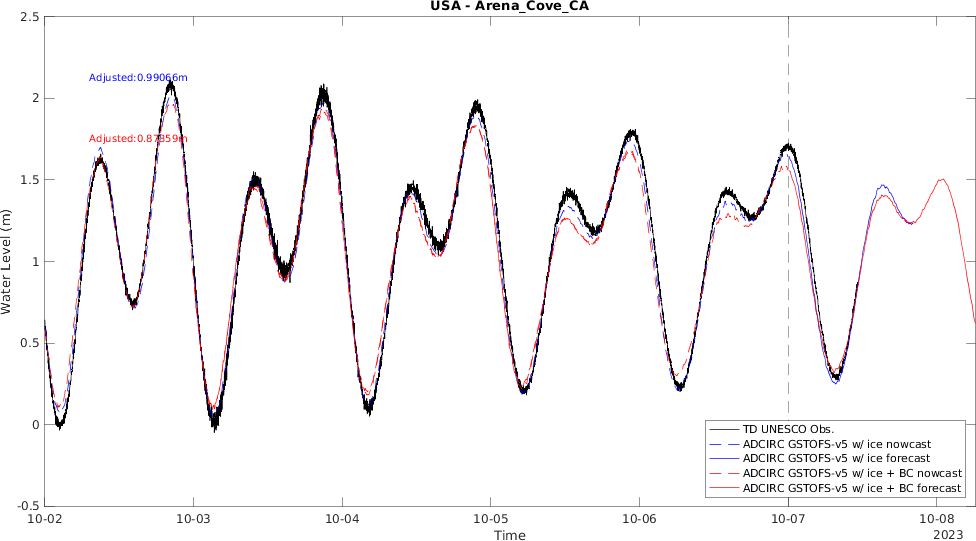 USA - Arena_Cove_CA
2.5
Adjusted:0.99066m
2
Adjusted:0.87859m
1.5
Water Level (m)
1
0.5
0
-0.5
TD UNESCO Obs.
ADCIRC GSTOFS-v5 w/ ice nowcast
ADCIRC GSTOFS-v5 w/ ice forecast
ADCIRC GSTOFS-v5 w/ ice + BC nowcast
ADCIRC GSTOFS-v5 w/ ice + BC forecast
10-02 10-03 10-04 10-05 10-06 10-07 10-08
Time
2023